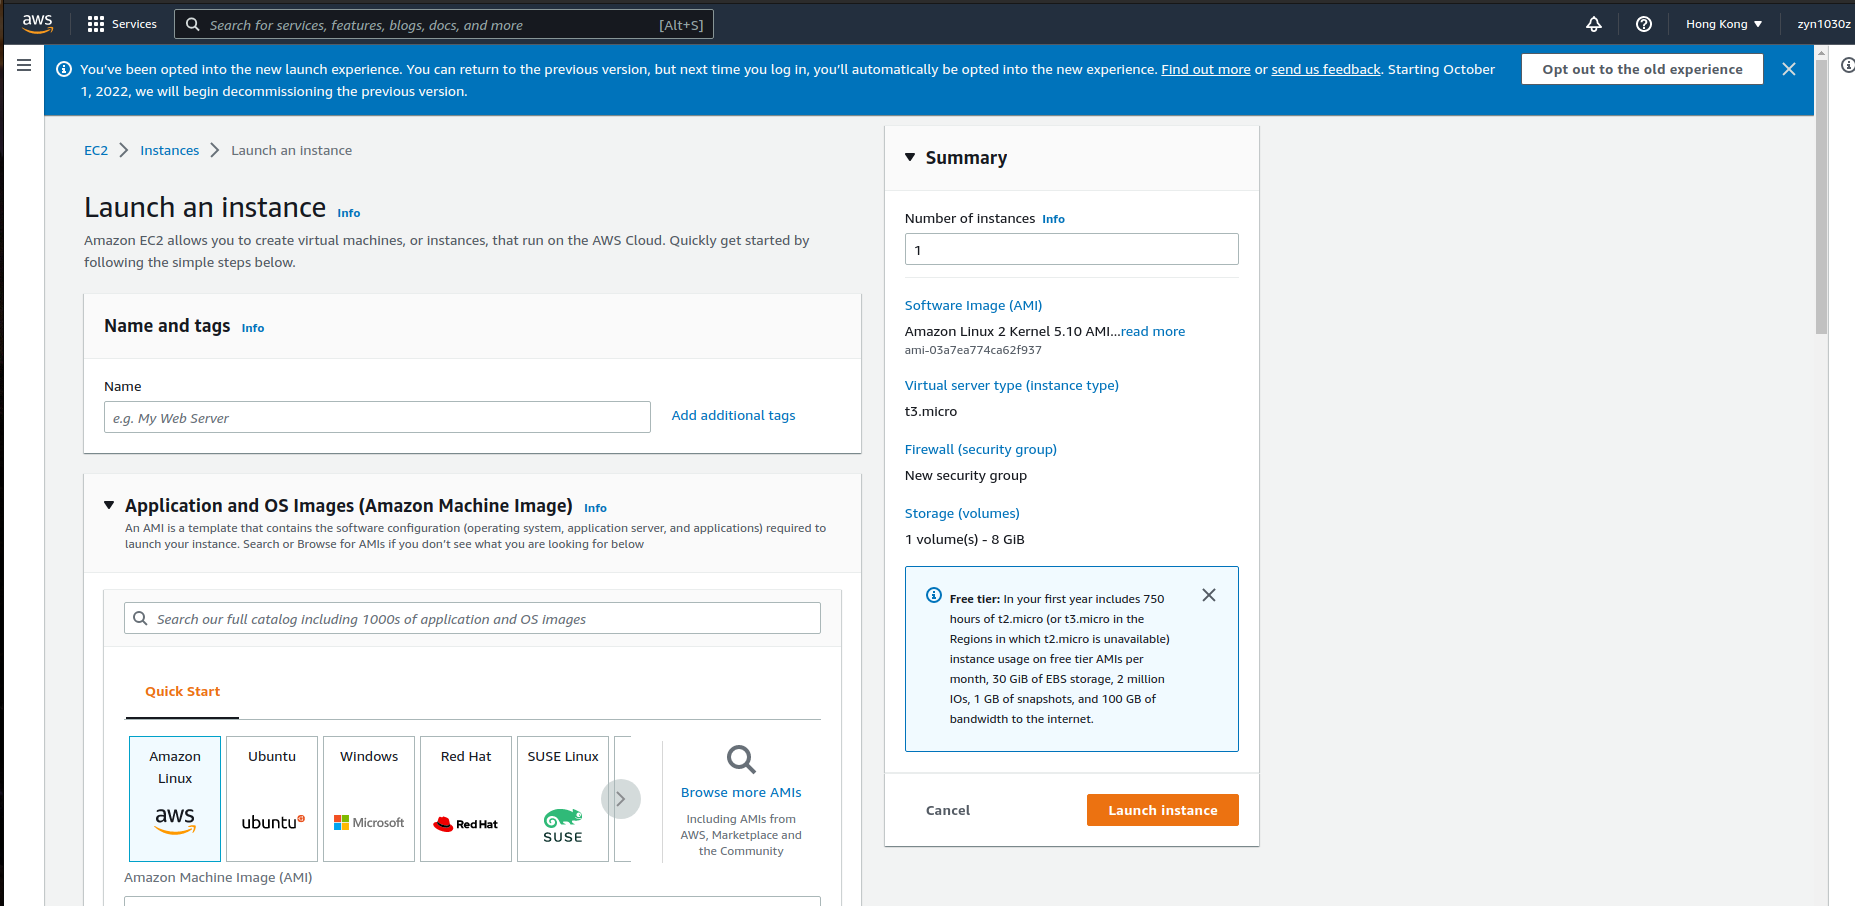 aws
Services
Search for services, features, blogs, docs, and more
[Alt+S]
Hong Kong
zyn1030z
You've been opted into the new launch experience. You can return to the previous version, but next time you log in, you'll automatically be opted into the new experience. Find out more or send us feedback. Starting October
1, 2022, we will begin decommissioning the previous version.
Opt out to the old experience
EC2
Instances
Launch an instance
Launch an instance Info
Amazon EC2 allows you to create virtual machines, or instances, that run on the AWS Cloud. Quickly get started by
following the simple steps below.
Name and tags Info
Name
e.g. My Web Server
Add additional tags
Application and OS Images (Amazon Machine Image) Info
An AMI is a template that contains the software configuration (operating system, application server, and applications) required to
launch your instance. Search or Browse for AMIs if you don't see what you are looking for below
Search our full catalog including 1000s of application and OS images
Quick Start
Amazon
Linux
aws
Ubuntu
ubuntu
Windows
Microsoft
Red Hat
Red Hat
SUSE Linux
SUSE
Browse more AMIs
Including AMIs from
AWS, Marketplace and
the Community
Amazon Machine Image (AMI)
Summary
Number of instances Info
1
Software Image (AMI)
Amazon Linux 2 Kernel 5.10 AMI...read more
ami-03a7ea774ca62f937
Virtual server type (instance type)
t3.micro
Firewall (security group)
New security group
Storage (volumes)
1 volume(s) - 8 GiB
Free tier: In your first year includes 750
hours of t2.micro (or t3.micro in the
Regions in which t2.micro is unavailable)
instance usage on free tier AMIs per
month, 30 GiB of EBS storage, 2 million
IOs, 1 GB of snapshots, and 100 GB of
bandwidth to the internet.
Cancel
Launch instance